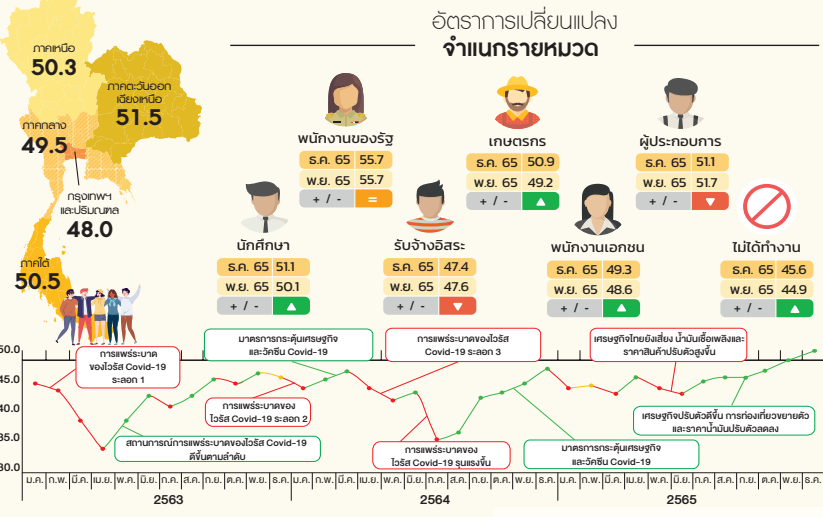 อัตราการเปลี่ยนแปลง
จำแนกรายหมวด
ภาคเหนือ
50.3
ภาคตะวันออก
เฉียงเหนือ
51.5
ภาคกลาง
49.5
กรุงเทพฯ
และปริมณฑล
48.0
ภาคใต้
50.5
พนักงานของรัฐ
ธ.ค. 65 55.7
พ.ย. 65 55.7
+ / - =
เกษตรกร
ธ.ค. 65 50.9
พ.ย. 65 49.2
+ / -
ผู้ประกอบการ
ธ.ค. 65 51.1
พ.ย. 65 51.7
+ / -
นักศึกษา
ธ.ค. 65 51.1
พ.ย. 65 50.1
+ / -
รับจ้างอิสระ
ธ.ค. 65 47.4
พ.ย. 65 47.6
+ / -
พนักงานเอกชน
ธ.ค. 65 49.3
พ.ย. 65 48.6
+ / -
ไม่ได้ทำงาน
ธ.ค. 65 45.6
พ.ย. 65 44.9
+ / -
50.0
45.0
40.0
35.0
30.0
การแพร่ระบาด
ของไวรัส Covid-19
ระลอก 1
สถานการณ์การแพร่ระบาดของไวรัส Covid-19
ดีขึ้นตามลำดับ
การแพร่ระบาดของ
ไวรัส Covid-19 ระลอก 2
มาตรการกระตุ้นเศรษฐกิจ
และวัคซีน Covid-19
การแพร่ระบาดของไวรัส
Covid-19 ระลอก 3
การแพร่ระบาดของ
ไวรัส Covid-19 รุนแรงขึ้น
มาตรการกระตุ้นเศรษฐกิจ
และวัคซีน Covid-19
เศรษฐกิจไทยยังเสี่ยง น้ำมันเชื้อเพลิงและ
ราคาสินค้าปรับตัวสูงขึ้น
เศรษฐกิจปรับตัวดีขึ้น การท่องเที่ยวขยายตัว
และราคาน้ำมันปรับตัวลดลง
ม.ค. ก.พ. มี.ค. เม.ย. พ.ค. มิ.ย. ก.ค. ส.ค. ก.ย. ต.ค. พ.ย. ธ.ค. ม.ค. ก.พ. มี.ค. เม.ย. พ.ค. มิ.ย. ก.ค. ส.ค. ก.ย. ต.ค. พ.ย. ธ.ค. ม.ค. ก.พ. มี.ค. เม.ย. พ.ค. มิ.ย. ก.ค. ส.ค. ก.ย. ต.ค. พ.ย. ธ.ค.
2563 2564 2565